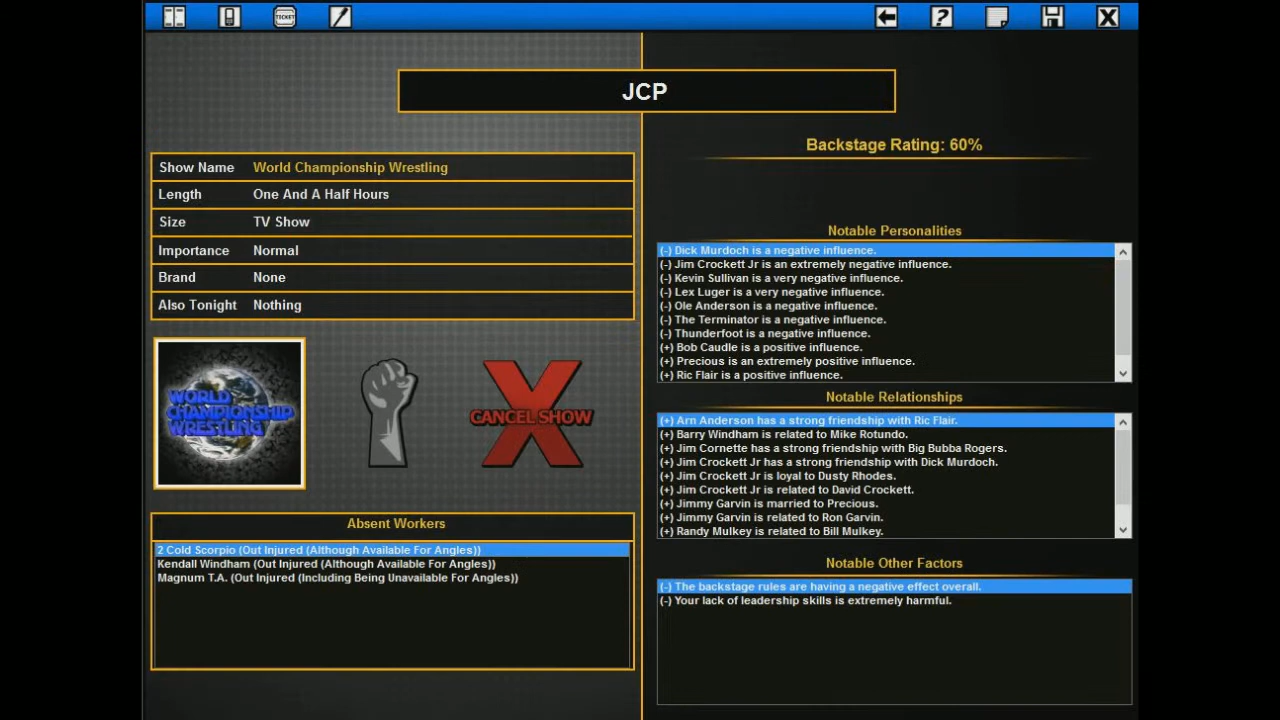 TICKET
?
X
JCP
Show Name World Championship Wrestling
Length One And A Half Hours
Size TV Show
Importance Normal
Brand None
Also Tonight Nothing
WORLD
CHAMPIONSHIP
WRESTLING
CANCEL SHOW
Absent Workers
2 Cold Scorpio (Out Injured (Although Available For Angles))
Kendall Windham (Out Injured (Although Available For Angles))
Magnum T.A. (Out Injured (Including Being Unavailable For Angles))
Backstage Rating: 60%
Notable Personalities
(-) Dick Murdoch is a negative influence.
(-) Jim Crockett Jr is an extremely negative influence.
(-) Kevin Sullivan is a very negative influence.
(-) Lex Luger is a very negative influence.
(-) Ole Anderson is a negative influence.
(-) The Terminator is a negative influence.
(-) Thunderfoot is a negative influence.
(+) Bob Caudle is a positive influence.
(+) Precious is an extremely positive influence.
(+) Ric Flair is a positive influence.
Notable Relationships
(+) Arn Anderson has a strong friendship with Ric Flair.
(+) Barry Windham is related to Mike Rotundo.
(+) Jim Cornette has a strong friendship with Big Bubba Rogers.
(+) Jim Crockett Jr has a strong friendship with Dick Murdoch.
(+) Jim Crockett Jr is loyal to Dusty Rhodes.
(+) Jim Crockett Jr is related to David Crockett.
(+) Jimmy Garvin is married to Precious.
(+) Jimmy Garvin is related to Ron Garvin.
(+) Randy Mulkey is related to Bill Mulkey.
Notable Other Factors
(-) The backstage rules are having a negative effect overall.
(-) Your lack of leadership skills is extremely harmful.